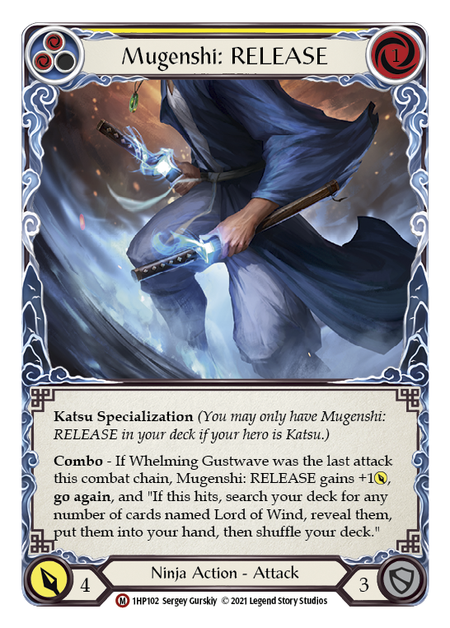 Mugenshi: RELEASE
1
Katsu Specialization (You may only have Mugenshi:
RELEASE in your deck if your hero is Katsu.)
Combo - If Whelming Gustwave was the last attack
this combat chain, Mugenshi: RELEASE gains +1,
go again, and "If this hits, search your deck for any
number of cards named Lord of Wind, reveal them,
put them into your hand, then shuffle your deck."
4
Ninja Action - Attack
3
M 1HP102 Sergey Gurskiy © 2021 Legend Story Studios